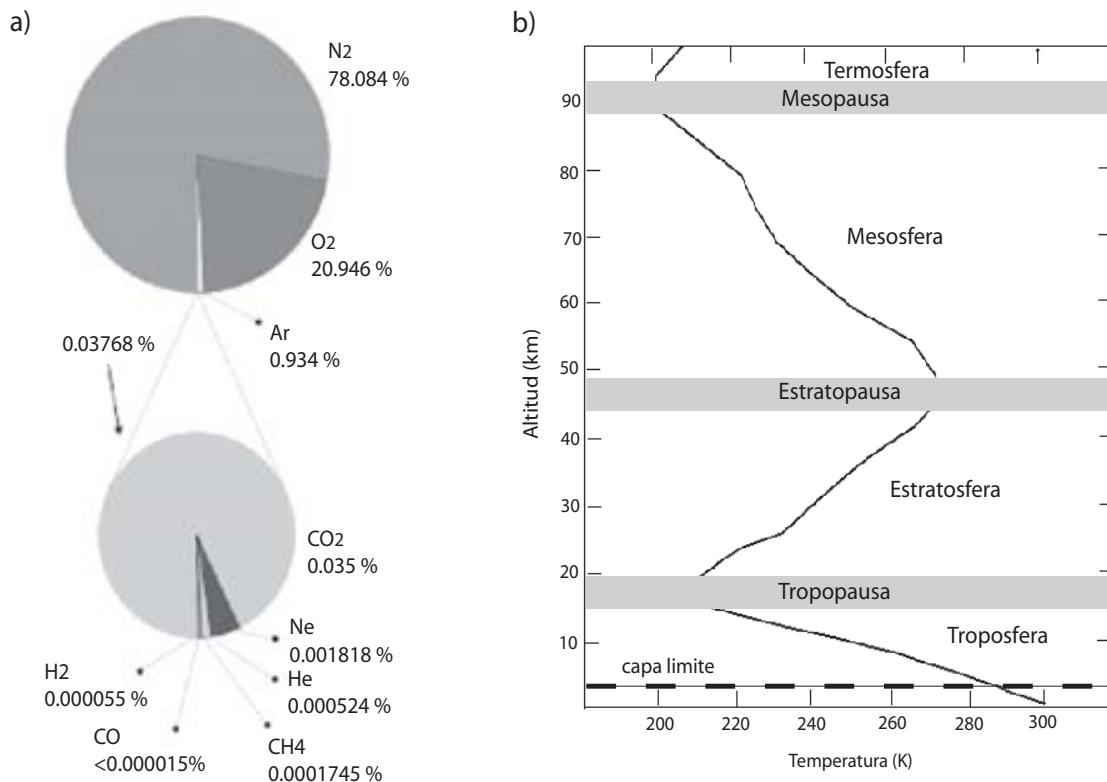 a)
N2
78.084 %
O2
20.946 %
Ar
0.934 %
0.03768 %
CO2
0.035 %
Ne
0.001818 %
He
0.000524 %
CH4
0.0001745%
H2
0.000055 %
CO
<0.000015%
b)
Termosfera
Mesopausa
Mesosfera
Estratopausa
Estratosfera
Tropopausa
Troposfera
capa limite
Altitud (km)
90
80
70
60
50
40
30
20
10
200
220
240
260
280
300
Temperatura (K)